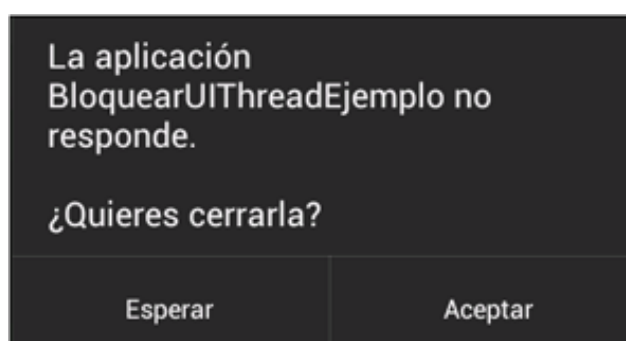 La aplicación
BloquearUIThreadEjemplo no
responde.
¿Quieres cerrarla?
Esperar
Aceptar